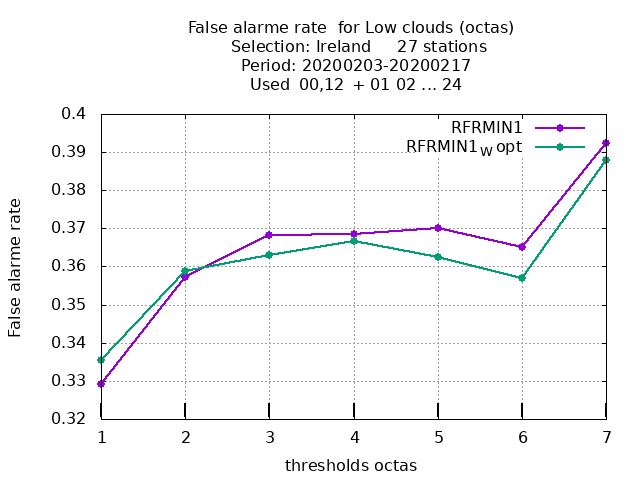 False alarme rate  for Low clouds (octas)
Selection: Ireland     27 stations
Period: 20200203-20200217
Used  00,12  + 01 02 ... 24
RFRMIN1
RFRMIN1W opt
0.4
0.39
0.38
0.37
0.36
0.35
0.34
0.33
0.32
False alarme rate
1 2 3 4 5 6 7
thresholds octas